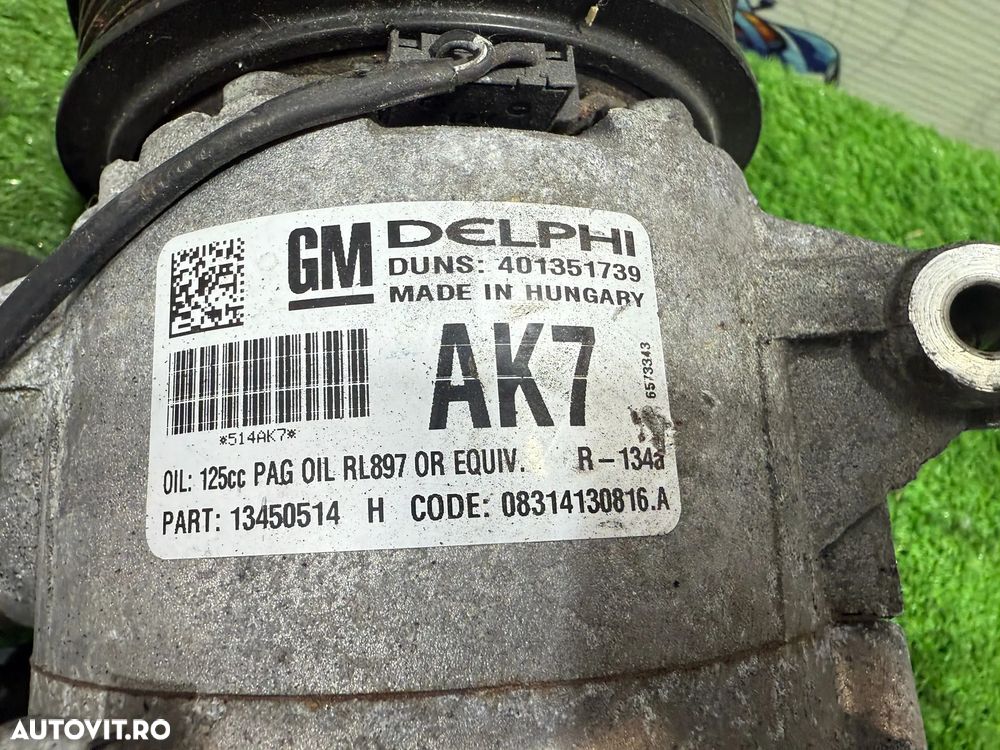 GM DELPHI
DUNS: 401351739
MADE IN HUNGARY
AK7
6573343
*514AK7*
OIL: 125cc PAG OIL RL897 OR EQUIV. R-134a
PART: 13450514 H CODE: 08314130816.A
AUTOVIT.RO